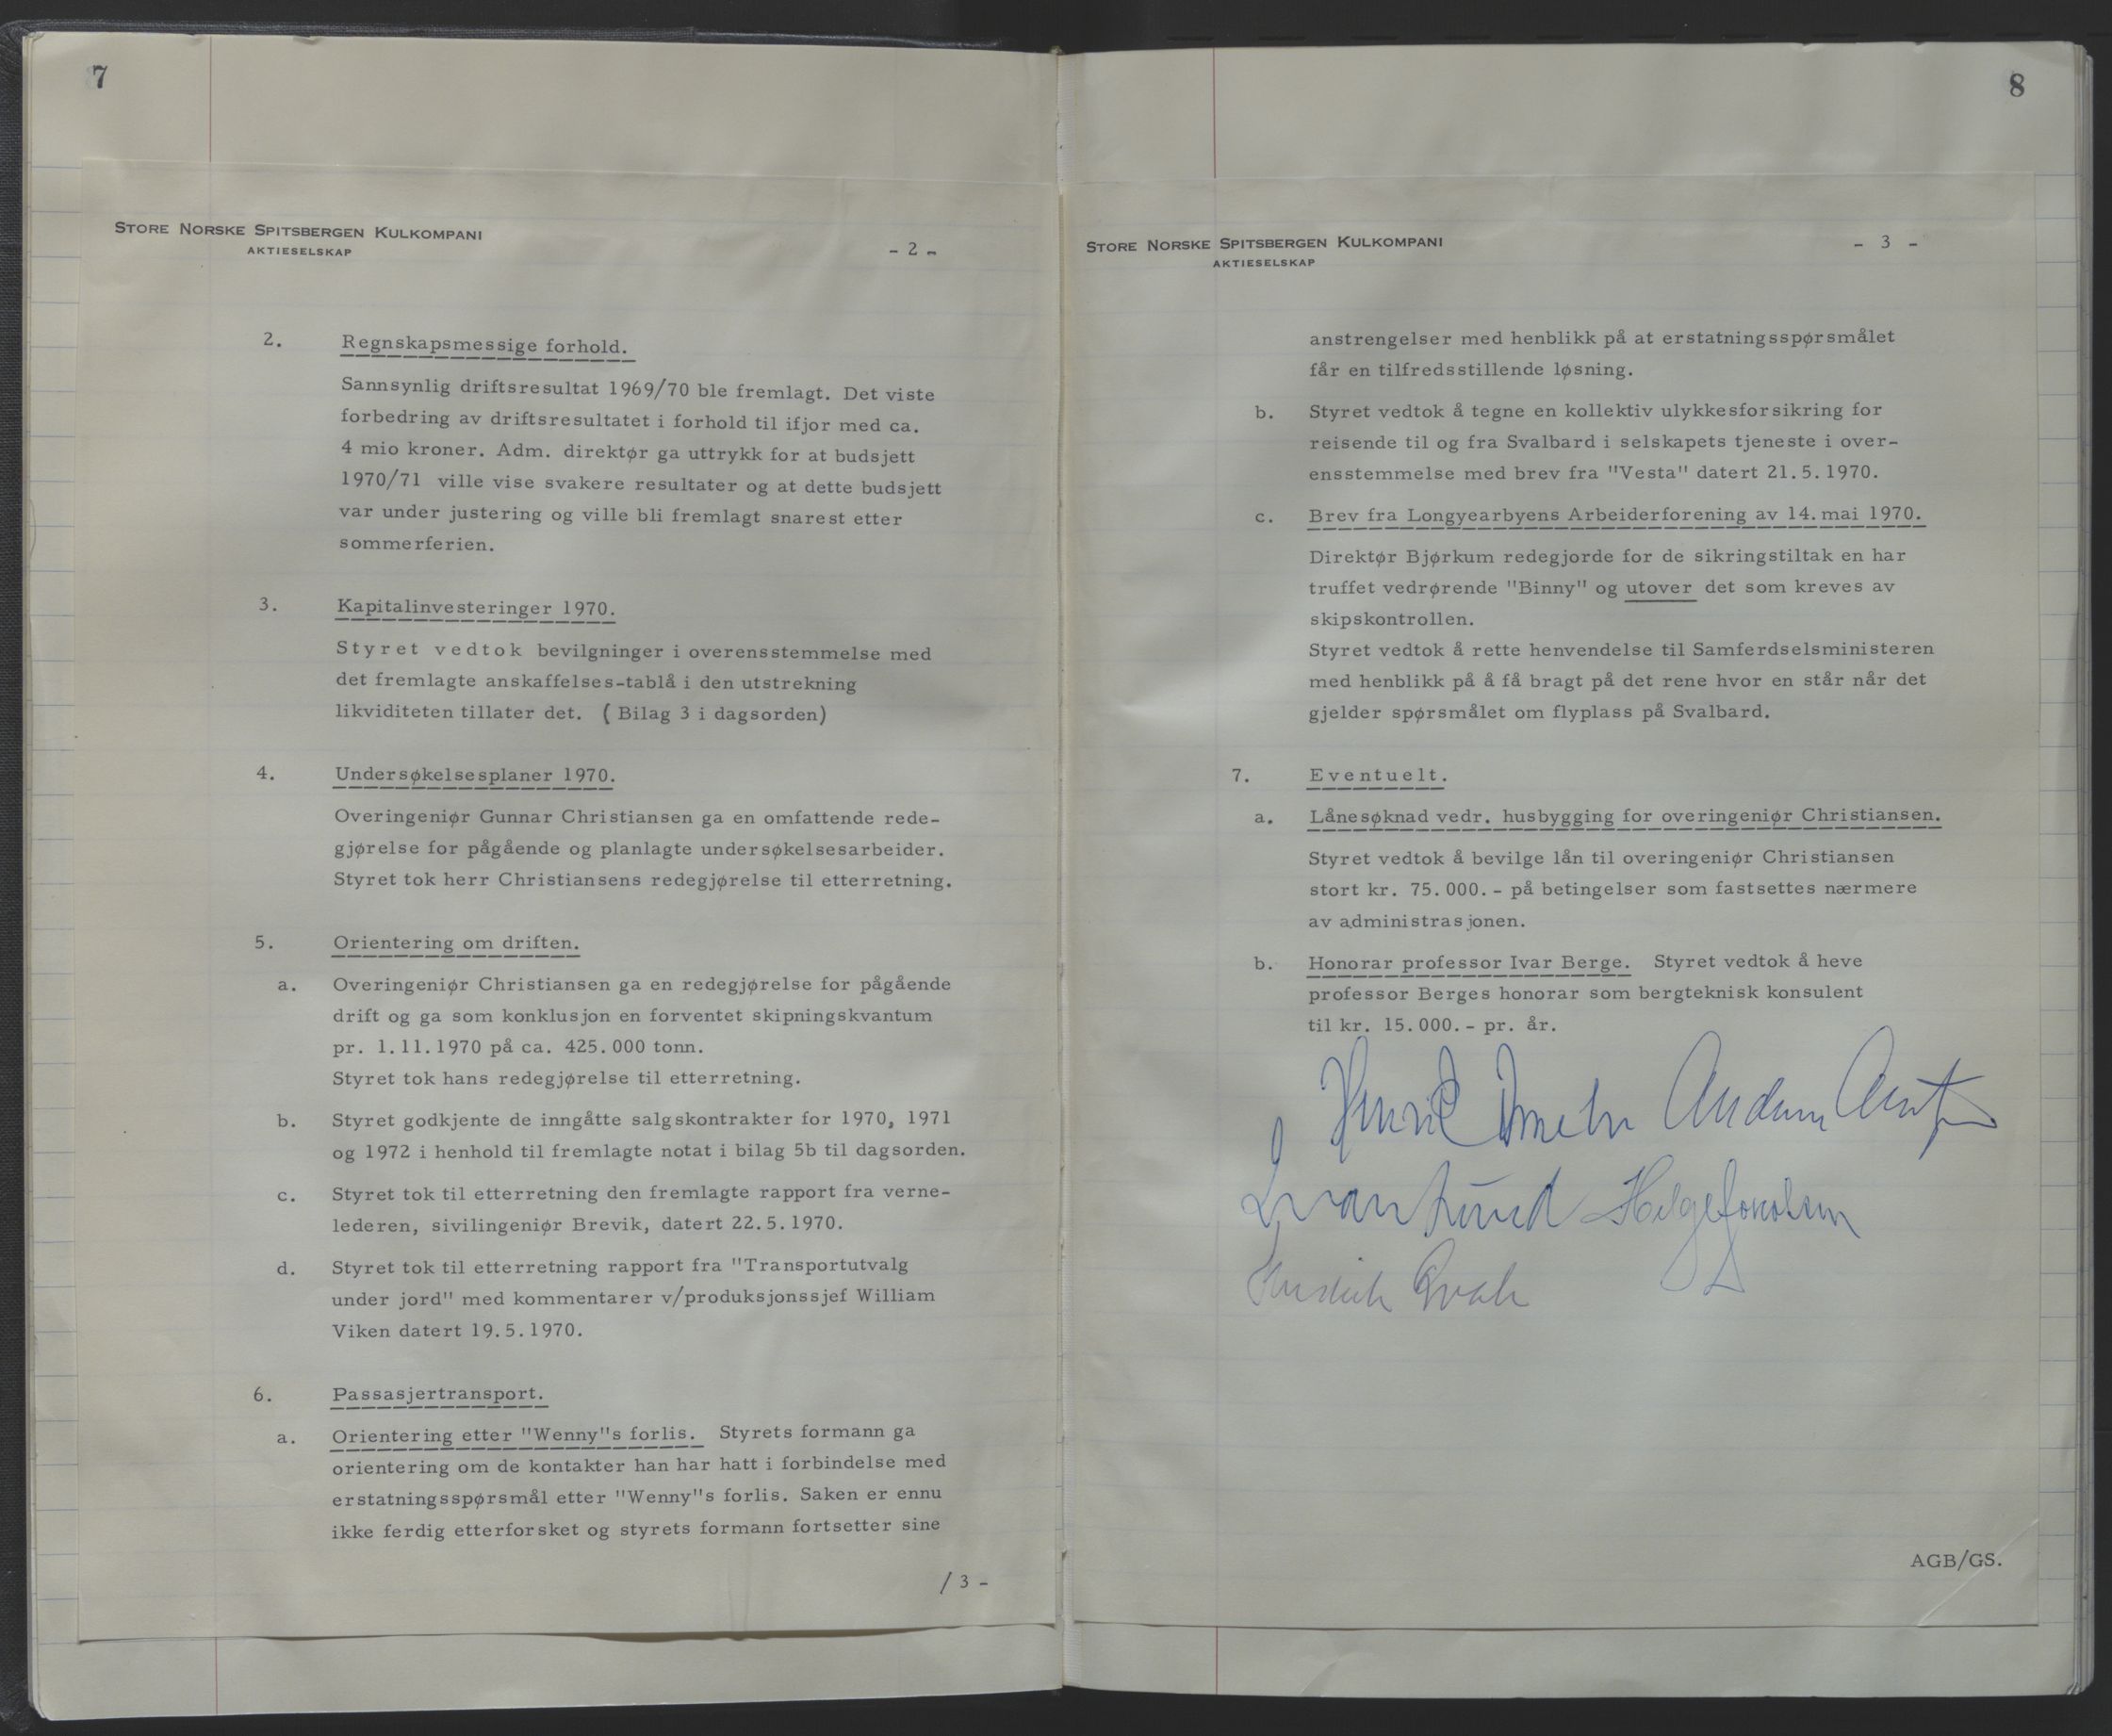 7
STORE NORSKE SPITSBERGEN KULKOMPANI
AKTIESELSKAP
- 2 -
2. Regnskapsmessige forhold.
Sannsynlig driftsresultat 1969/70 ble fremlagt. Det viste
forbedring av driftsresultatet i forhold til ifjor med ca.
4 mio kroner. Adm. direktør ga uttrykk for at budsjett
1970/71 ville vise svakere resultater og at dette budsjett
var under justering og ville bli fremlagt snarest etter
sommerferien.
3. Kapitalinvesteringer 1970.
Styret vedtok bevilgninger i overensstemmelse med
det fremlagte anskaffelses-tablå i den utstrekning
likviditeten tillater det. ( Bilag 3 i dagsorden)
4. Undersøkelsesplaner 1970.
Overingeniør Gunnar Christiansen ga en omfattende rede-
gjørelse for pågående og planlagte undersøkelsesarbeider.
Styret tok herr Christiansens redegjørelse til etterretning.
5. Orientering om driften.
a. Overingeniør Christiansen ga en redegjørelse for pågående
drift og ga som konklusjon en forventet skipningskvantum
pr. 1.11.1970 på ca. 425.000 tonn.
Styret tok hans redegjørelse til etterretning.
b. Styret godkjente de inngåtte salgskontrakter for 1970, 1971
og 1972 i henhold til fremlagte notat i bilag 5b til dagsorden.
c. Styret tok til etterretning den fremlagte rapport fra verne-
lederen, sivilingeniør Brevik, datert 22.5.1970.
d. Styret tok til etterretning rapport fra "Transportutvalg
under jord" med kommentarer v/produksjonssjef William
Viken datert 19.5.1970.
6. Passasjertransport.
a. Orientering etter "Wenny"s forlis. Styrets formann ga
orientering om de kontakter han har hatt i forbindelse med
erstatningsspørsmål etter "Wenny"s forlis. Saken er ennu
ikke ferdig etterforsket og styrets formann fortsetter sine
/ 3 -
8
STORE NORSKE SPITSBERGEN KULKOMPANI
AKTIESELSKAP
- 3 -
anstrengelser med henblikk på at erstatningsspørsmålet
får en tilfredsstillende løsning.
b. Styret vedtok å tegne en kollektiv ulykkesforsikring for
reisende til og fra Svalbard i selskapets tjeneste i over-
ensstemmelse med brev fra "Vesta" datert 21.5.1970.
c. Brev fra Longyearbyens Arbeiderforening av 14. mai 1970.
Direktør Bjørkum redegjorde for de sikringstiltak en har
truffet vedrørende "Binny" og utover det som kreves av
skipskontrollen.
Styret vedtok å rette henvendelse til Samferdselsministeren
med henblikk på å få bragt på det rene hvor en står når det
gjelder spørsmålet om flyplass på Svalbard.
7. Eventuelt.
a. Lånesøknad vedr. husbygging for overingeniør Christiansen.
Styret vedtok å bevilge lån til overingeniør Christiansen
stort kr. 75.000.- på betingelser som fastsettes nærmere
av administrasjonen.
b. Honorar professor Ivar Berge. Styret vedtok å heve
professor Berges honorar som bergteknisk konsulent
til kr. 15.000.- pr. år.
AGB/GS.